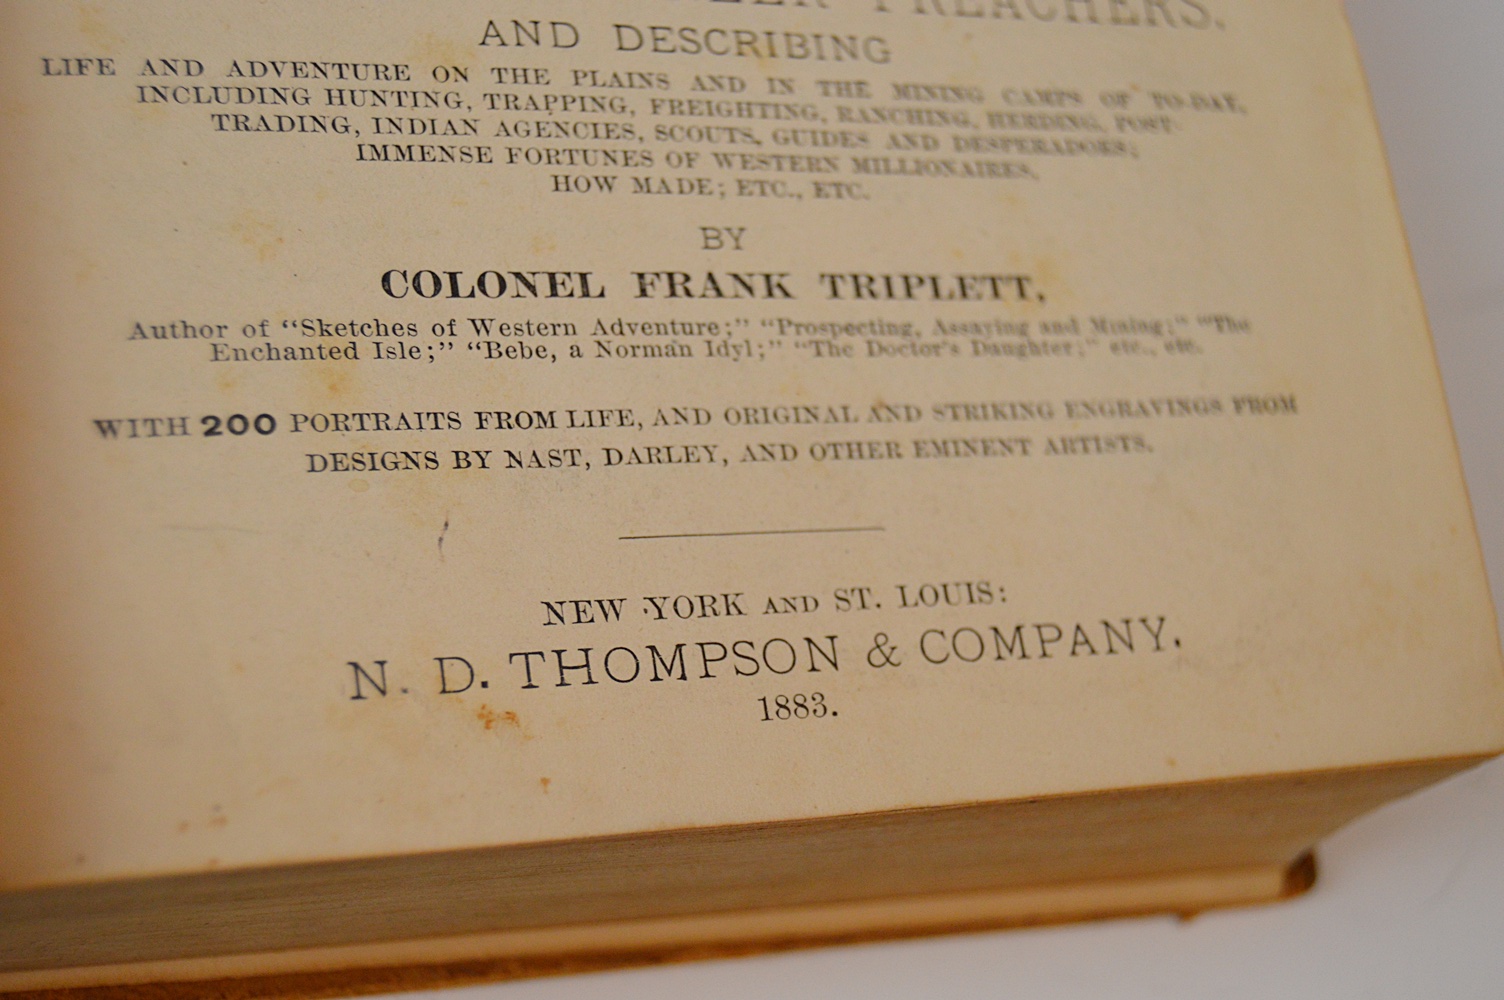 PREACHERS.
AND DESCRIBING
LIFE AND ADVENTURE ON THE PLAINS AND IN THE MINING CAMPS OF TO-DAY,
INCLUDING HUNTING, TRAPPING, FREIGHTING, RANCHING, HERDING, POST-
TRADING, INDIAN AGENCIES, SCOUTS, GUIDES AND DESPERADOES;
IMMENSE FORTUNES OF WESTERN MILLIONAIRES,
HOW MADE; ETC., ETC.
BY
COLONEL FRANK TRIPLETT,
Author of "Sketches of Western Adventure;" "Prospecting, Assaying and Mining;" "The
Enchanted Isle;" "Bebe, a Norman Idyl;" "The Doctor's Daughter;" etc., etc.
WITH 200 PORTRAITS FROM LIFE, AND ORIGINAL AND STRIKING ENGRAVINGS FROM
DESIGNS BY NAST, DARLEY, AND OTHER EMINENT ARTISTS.
NEW YORK AND ST. LOUIS:
N. D. THOMPSON & COMPANY.
1883.